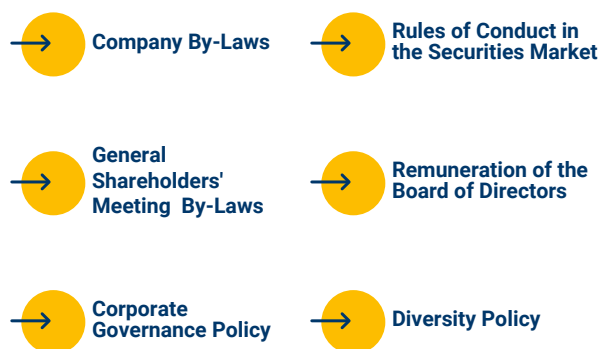 Company By-Laws
Rules of Conduct in
the Securities Market
General
Shareholders'
Meeting By-Laws
Remuneration of the
Board of Directors
Corporate
Governance Policy
Diversity Policy